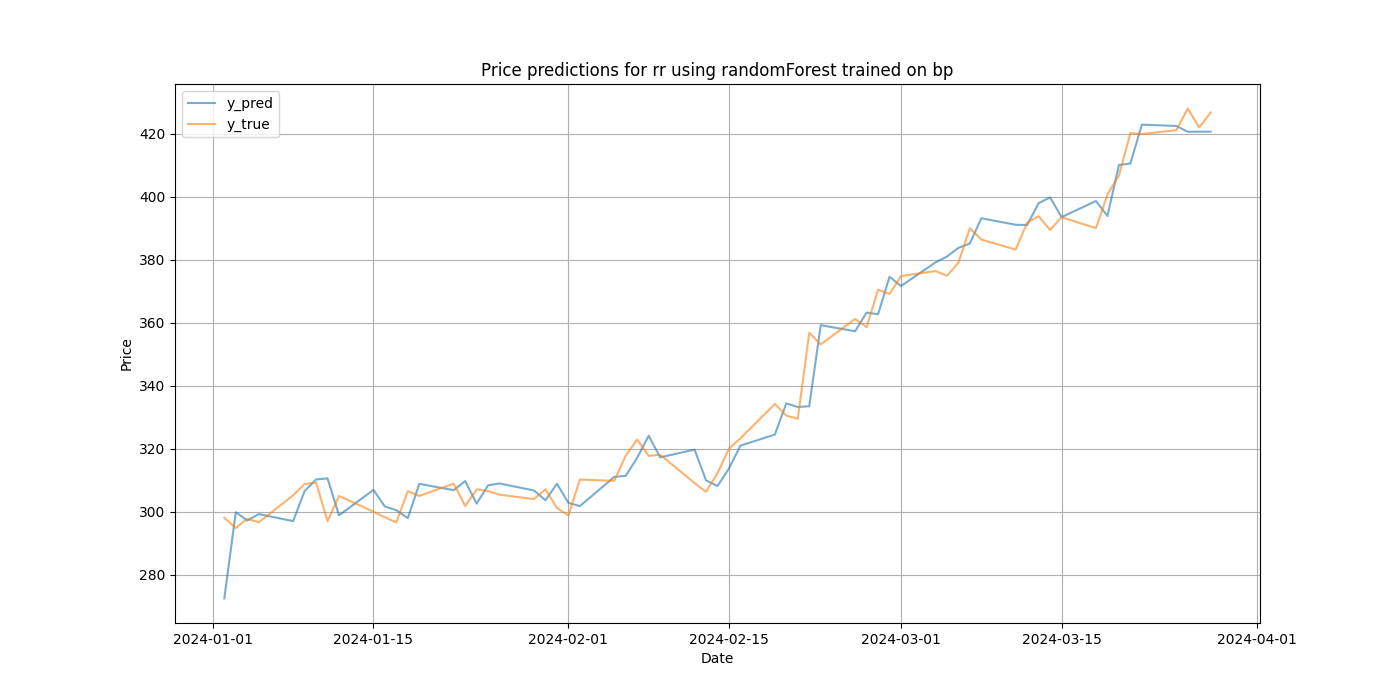 Price predictions for rr using randomForest trained on bp
y_pred
y_true
420
400
380
360
340
320
300
280
Price
2024-01-01 2024-01-15 2024-02-01 2024-02-15 2024-03-01 2024-03-15 2024-04-01
Date